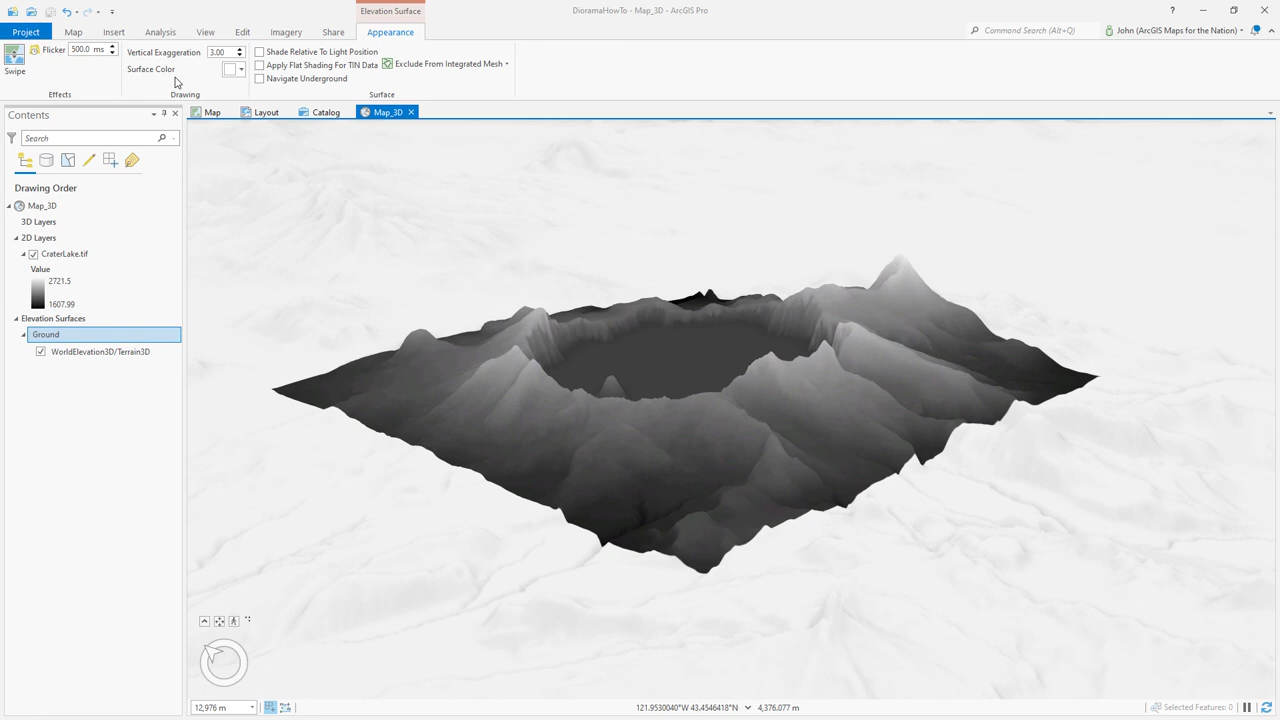 Elevation Surface
DioramaHowTo - Map_3D - ArcGIS Pro
?
Project Map Insert Analysis View Edit Imagery Share Appearance
Command Search (Alt+Q)
John (ArcGIS Maps for the Nation)
Swipe
Flicker 500.0 ms
Effects
Vertical Exaggeration 3.00
Surface Color
Drawing
Shade Relative To Light Position
Apply Flat Shading For TIN Data
Navigate Underground
Exclude From Integrated Mesh
Surface
Contents
Search
Drawing Order
Map_3D
3D Layers
2D Layers
CraterLake.tif
Value
2721.5
1607.99
Elevation Surfaces
Ground
WorldElevation3D/Terrain3D
Map Layout Catalog Map_3D
12,976 m
121.9530040°W 43.4546418°N
4,376.077 m
Selected Features: 0